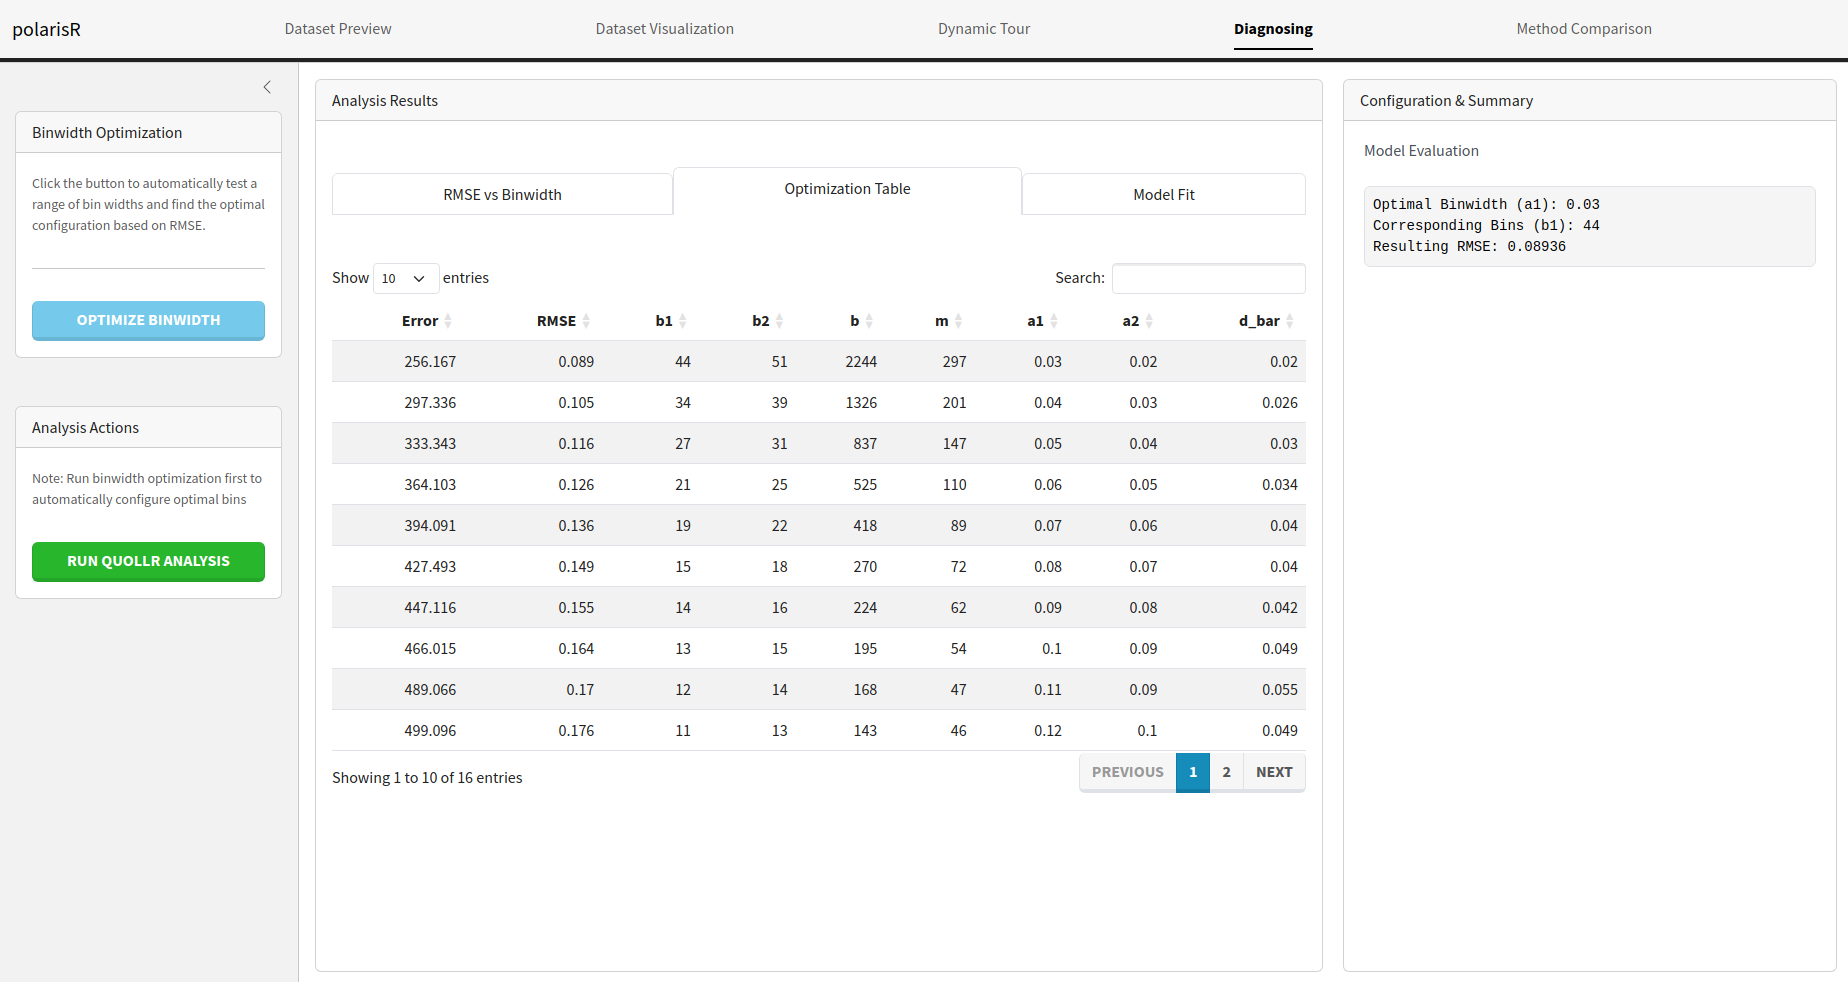 polarisR
Dataset Preview
Dataset Visualization
Dynamic Tour
Diagnosing
Method Comparison
Binwidth Optimization
Click the button to automatically test a
range of bin widths and find the optimal
configuration based on RMSE.
OPTIMIZE BINWIDTH
Analysis Actions
Note: Run binwidth optimization first to
automatically configure optimal bins
RUN QUOLLR ANALYSIS
Analysis Results
RMSE vs Binwidth
Optimization Table
Model Fit
Show 10 entries
Search:
Error RMSE b1 b2 b m a1 a2 d_bar
256.167 0.089 44 51 2244 297 0.03 0.02 0.02
297.336 0.105 34 39 1326 201 0.04 0.03 0.026
333.343 0.116 27 31 837 147 0.05 0.04 0.03
364.103 0.126 21 25 525 110 0.06 0.05 0.034
394.091 0.136 19 22 418 89 0.07 0.06 0.04
427.493 0.149 15 18 270 72 0.08 0.07 0.04
447.116 0.155 14 16 224 62 0.09 0.08 0.042
466.015 0.164 13 15 195 54 0.1 0.09 0.049
489.066 0.17 12 14 168 47 0.11 0.09 0.055
499.096 0.176 11 13 143 46 0.12 0.1 0.049
Showing 1 to 10 of 16 entries
PREVIOUS 1 2 NEXT
Configuration & Summary
Model Evaluation
Optimal Binwidth (a1): 0.03
Corresponding Bins (b1): 44
Resulting RMSE: 0.08936